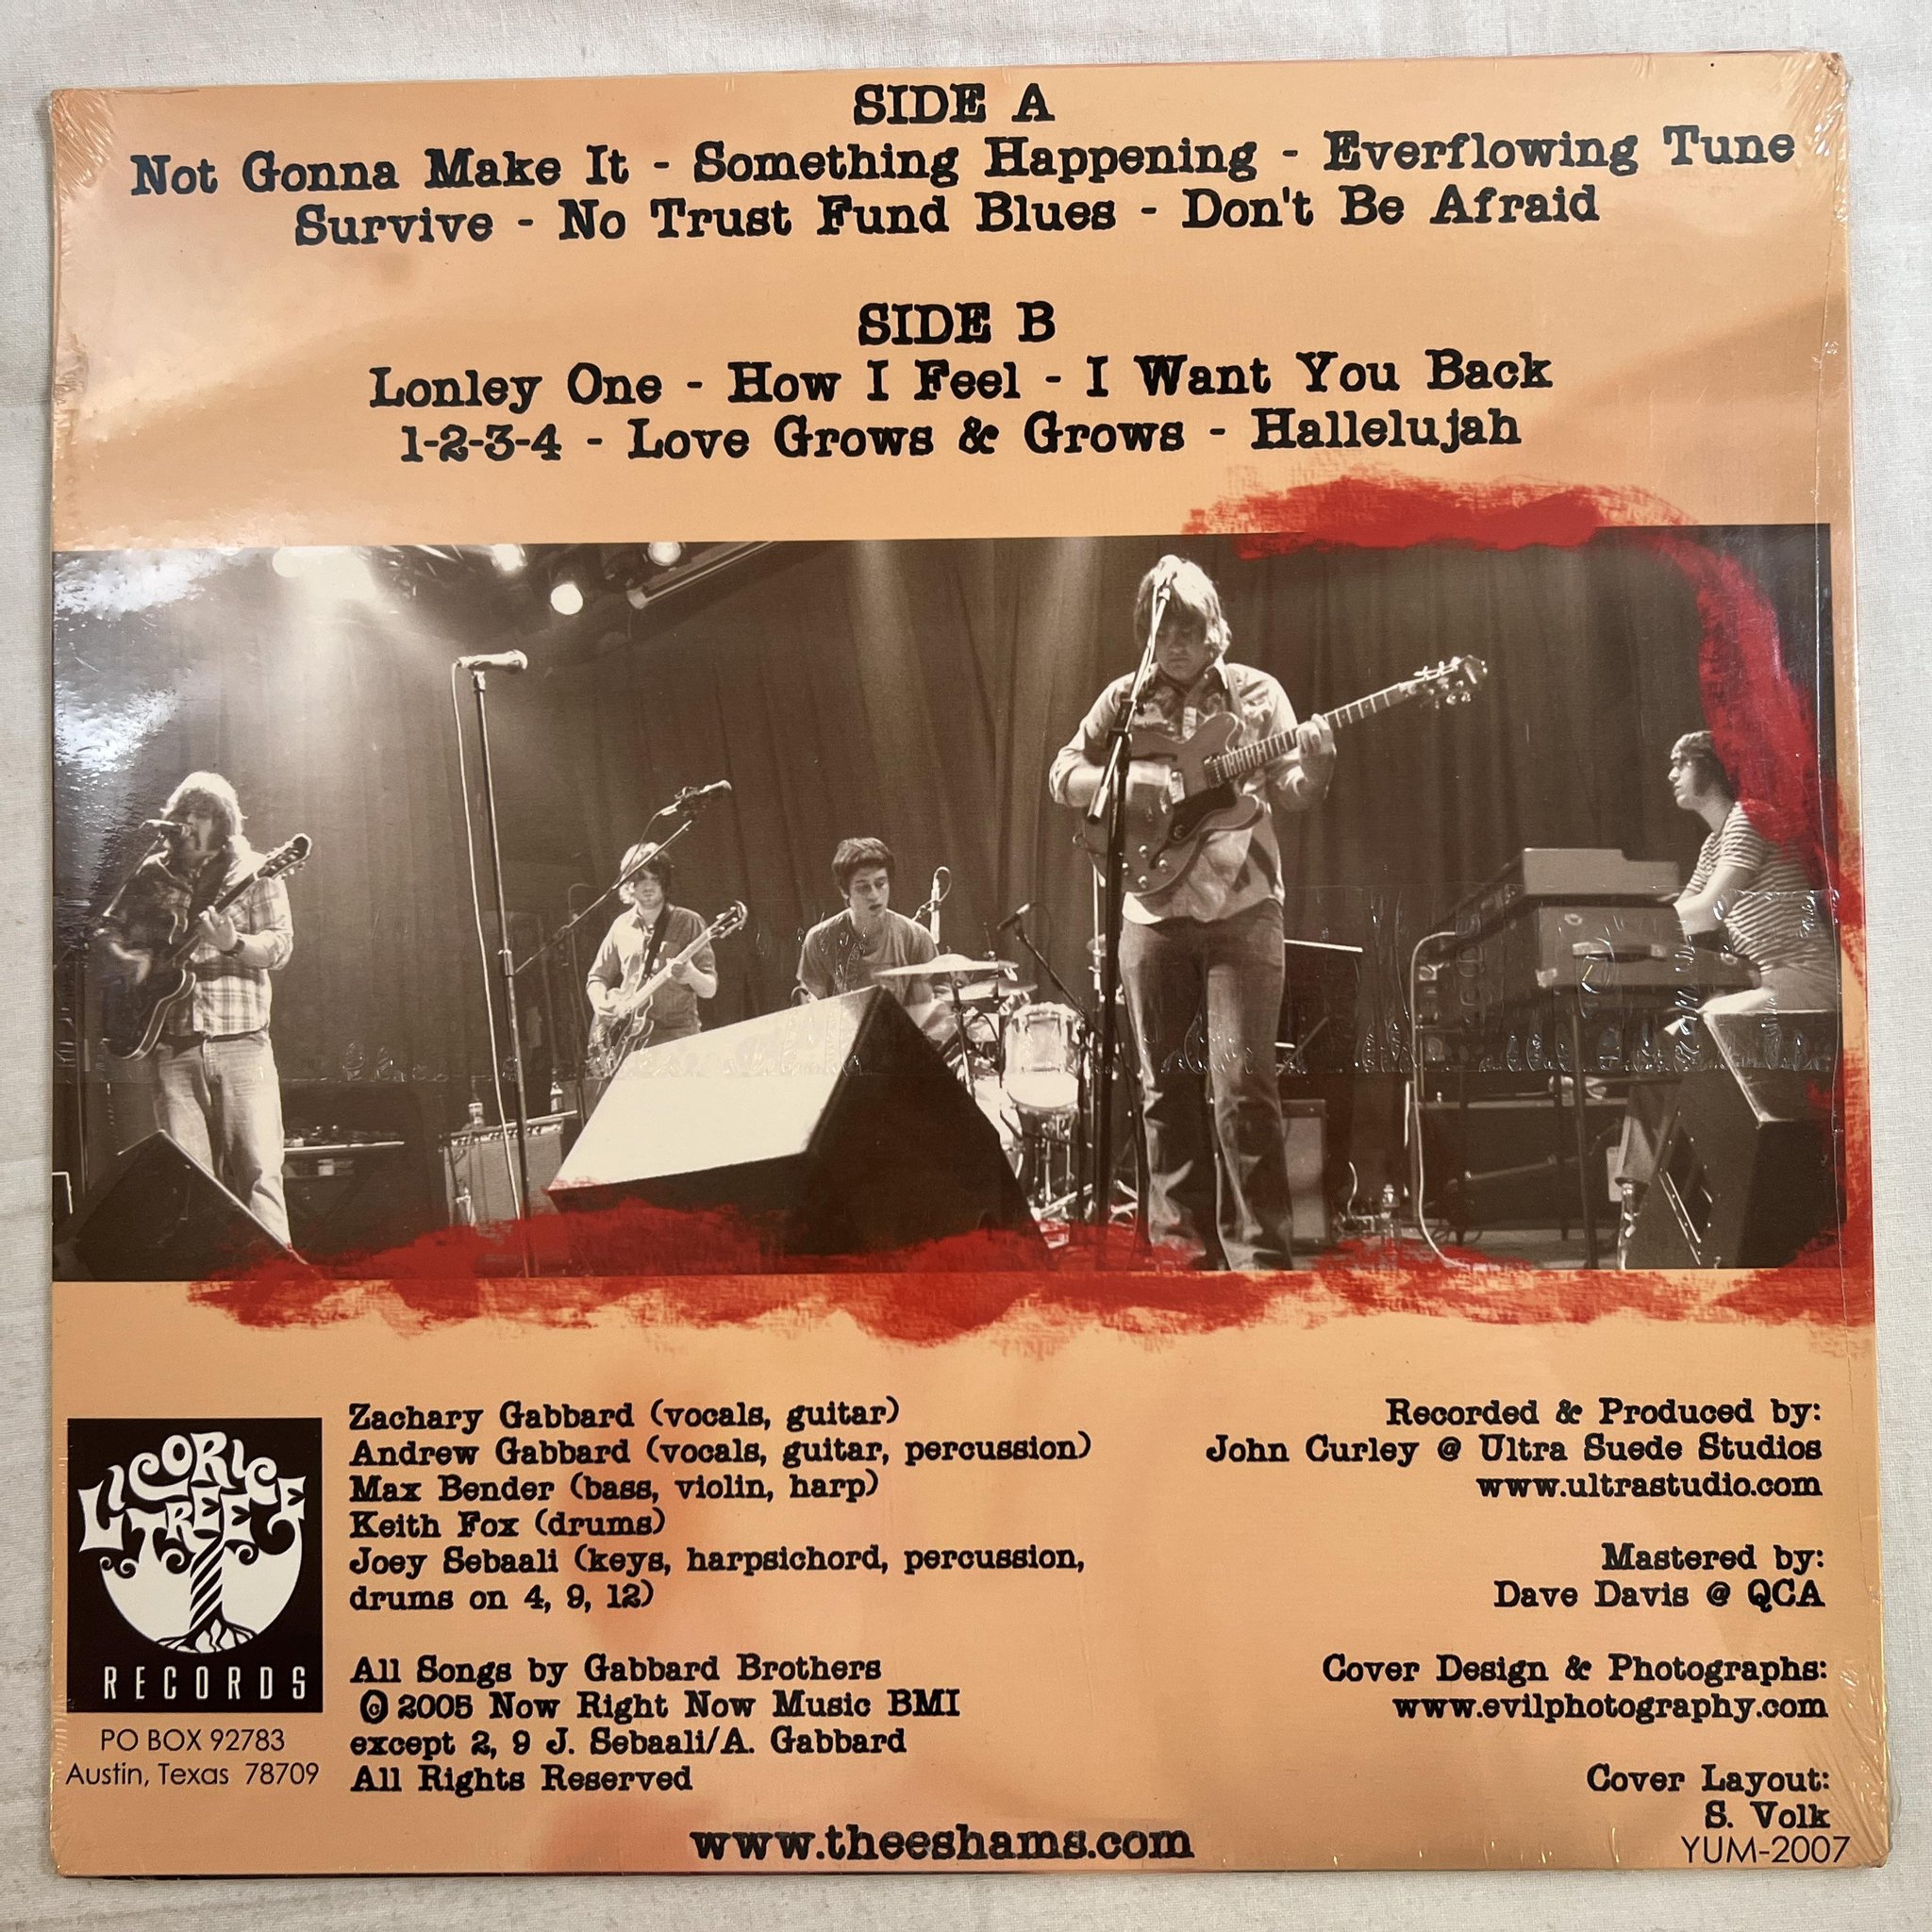 SIDE A
Not Gonna Make It - Something Happening - Everflowing Tune
Survive - No Trust Fund Blues - Don't Be Afraid
SIDE B
Lonley One - How I Feel - I Want You Back
1-2-3-4 - Love Grows & Grows - Hallelujah
LICORICE
TREE
RECORDS
PO BOX 92783
Austin, Texas 78709
Zachary Gabbard (vocals, guitar)
Andrew Gabbard (vocals, guitar, percussion)
Max Bender (bass, violin, harp)
Keith Fox (drums)
Joey Sebaali (keys, harpsichord, percussion,
drums on 4, 9, 12)
All Songs by Gabbard Brothers
© 2005 Now Right Now Music BMI
except 2, 9 J. Sebaali/A. Gabbard
All Rights Reserved
Recorded & Produced by:
John Curley @ Ultra Suede Studios
www.ultrastudio.com
Mastered by:
Dave Davis @ QCA
Cover Design & Photographs:
www.evilphotography.com
Cover Layout:
S. Volk
YUM-2007
www.theeshams.com